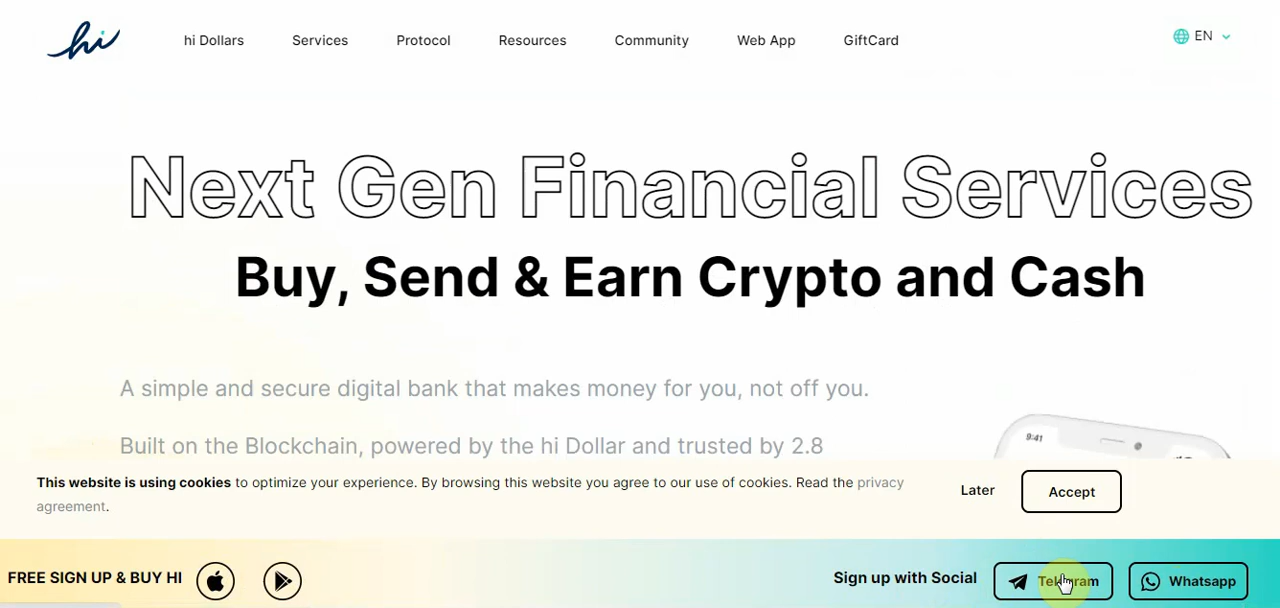 hi
hi Dollars
Services
Protocol
Resources
Community
Web App
GiftCard
EN
Next Gen Financial Services
Buy, Send & Earn Crypto and Cash
A simple and secure digital bank that makes money for you, not off you.
Built on the Blockchain, powered by the hi Dollar and trusted by 2.8
9:41
This website is using cookies to optimize your experience. By browsing this website you agree to our use of cookies. Read the privacy
agreement.
Later
Accept
FREE SIGN UP & BUY HI
Sign up with Social
Telegram
Whatsapp